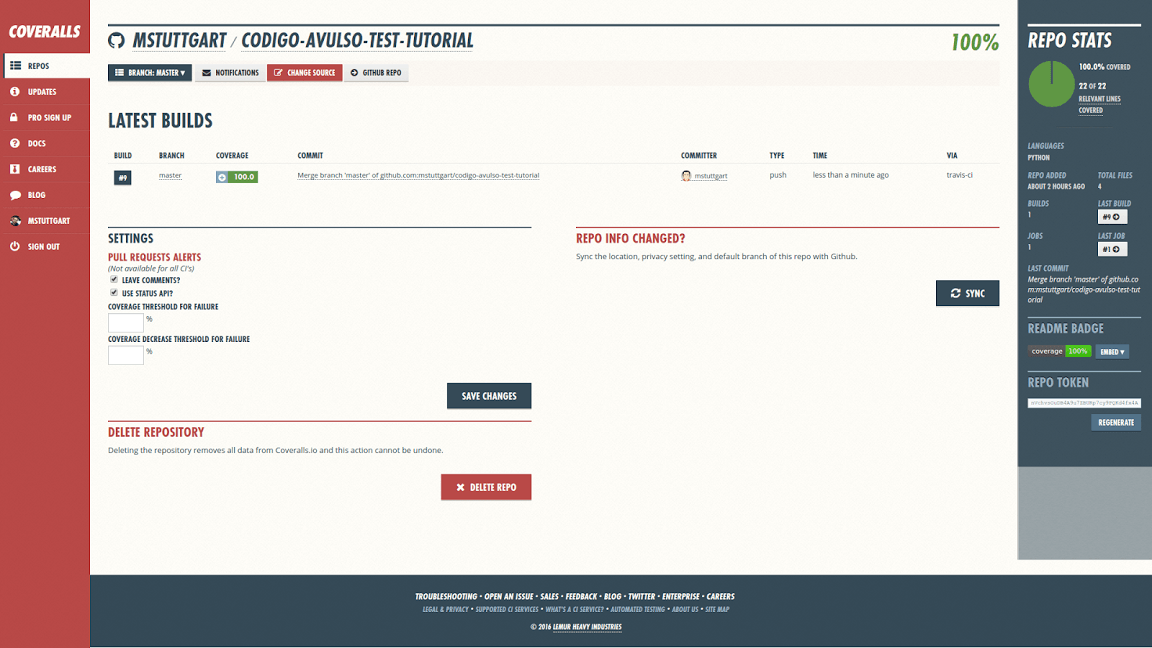 COVERALLS
REPOS
UPDATES
PRO SIGN UP
DOCS
CAREERS
BLOG
MSTUTTGART
SIGN OUT
MSTUTTGART / CODIGO-AVULSO-TEST-TUTORIAL
100%
BRANCH: MASTER ▾ NOTIFICATIONS CHANGE SOURCE GITHUB REPO
LATEST BUILDS
BUILD BRANCH COVERAGE COMMIT COMMITTER TYPE TIME VIA
#9 master 100.0 Merge branch 'master' of github.com:mstuttgart/codigo-avulso-test-tutorial mstuttgart push less than a minute ago travis-ci
SETTINGS
PULL REQUESTS ALERTS
(Not available for all CI's)
LEAVE COMMENTS?
USE STATUS API?
COVERAGE THRESHOLD FOR FAILURE
%
COVERAGE DECREASE THRESHOLD FOR FAILURE
%
SAVE CHANGES
DELETE REPOSITORY
Deleting the repository removes all data from Coveralls.io and this action cannot be undone.
DELETE REPO
REPO INFO CHANGED?
Sync the location, privacy setting, and default branch of this repo with Github.
SYNC
REPO STATS
100.0% COVERED
22 OF 22
RELEVANT LINES
COVERED
LANGUAGES
PYTHON
REPO ADDED TOTAL FILES
ABOUT 2 HOURS AGO 4
BUILDS LAST BUILD
1 #9
JOBS LAST JOB
1 #1
LAST COMMIT
Merge branch 'master' of github.co
m:mstuttgart/codigo-avulso-test-tut
orial
README BADGE
coverage 100% EMBED ▾
REPO TOKEN
REGENERATE
TROUBLESHOOTING • OPEN AN ISSUE • SALES • FEEDBACK • BLOG • TWITTER • ENTERPRISE • CAREERS
LEGAL & PRIVACY • SUPPORTED CI SERVICES • WHAT'S A CI SERVICE? • AUTOMATED TESTING • ABOUT US • SITE MAP
© 2016 LEMUR HEAVY INDUSTRIES